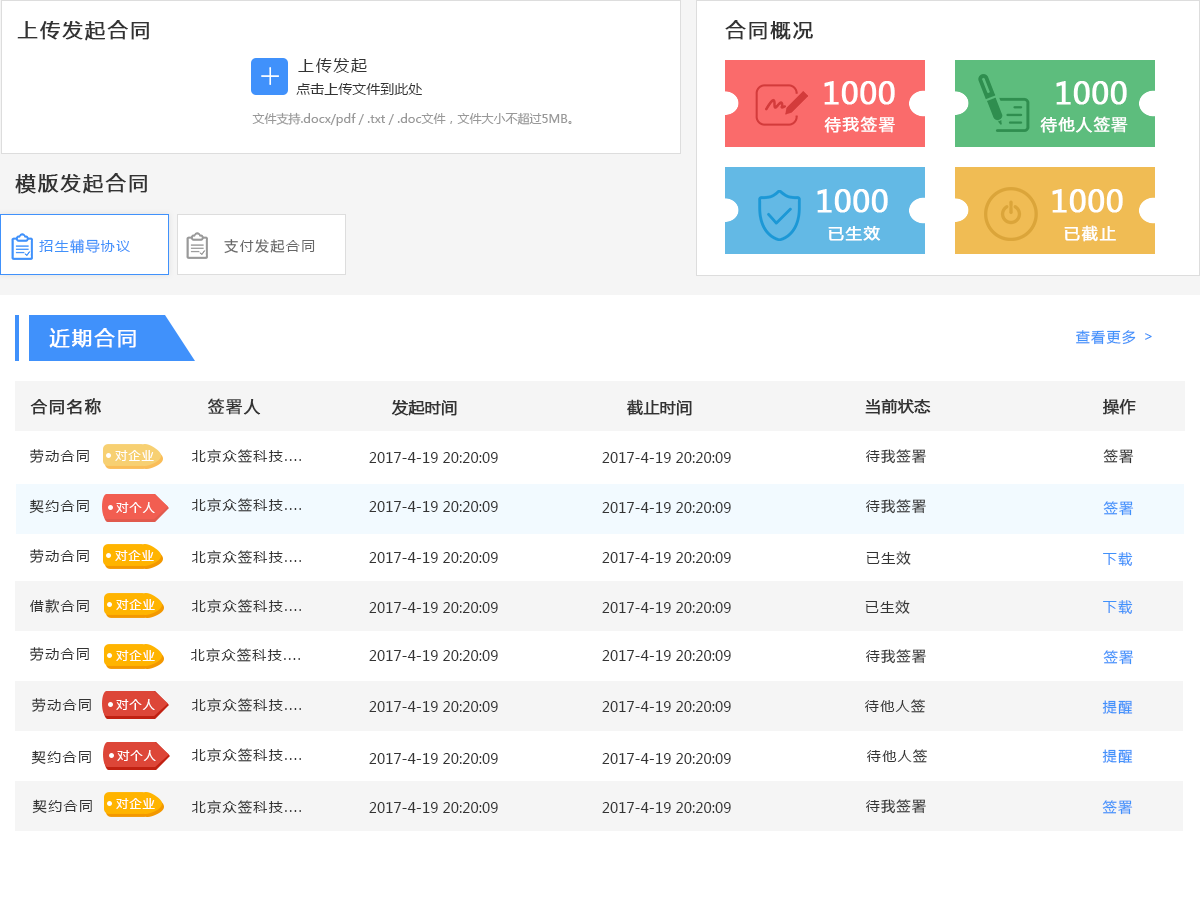 上传发起合同
上传发起
点击上传文件到此处
文件支持.docx/pdf / .txt / .doc文件，文件大小不超过5MB。
合同概况
1000
待我签署
1000
待他人签署
1000
已生效
1000
已截止
模版发起合同
招生辅导协议
支付发起合同
近期合同
查看更多 >
合同名称 签署人 发起时间 截止时间 当前状态 操作
劳动合同 对企业 北京众签科技.... 2017-4-19 20:20:09 2017-4-19 20:20:09 待我签署 签署
契约合同 对个人 北京众签科技.... 2017-4-19 20:20:09 2017-4-19 20:20:09 待我签署 签署
劳动合同 对企业 北京众签科技.... 2017-4-19 20:20:09 2017-4-19 20:20:09 已生效 下载
借款合同 对企业 北京众签科技.... 2017-4-19 20:20:09 2017-4-19 20:20:09 已生效 下载
劳动合同 对企业 北京众签科技.... 2017-4-19 20:20:09 2017-4-19 20:20:09 待我签署 签署
劳动合同 对个人 北京众签科技.... 2017-4-19 20:20:09 2017-4-19 20:20:09 待他人签 提醒
契约合同 对个人 北京众签科技.... 2017-4-19 20:20:09 2017-4-19 20:20:09 待他人签 提醒
契约合同 对企业 北京众签科技.... 2017-4-19 20:20:09 2017-4-19 20:20:09 待我签署 签署